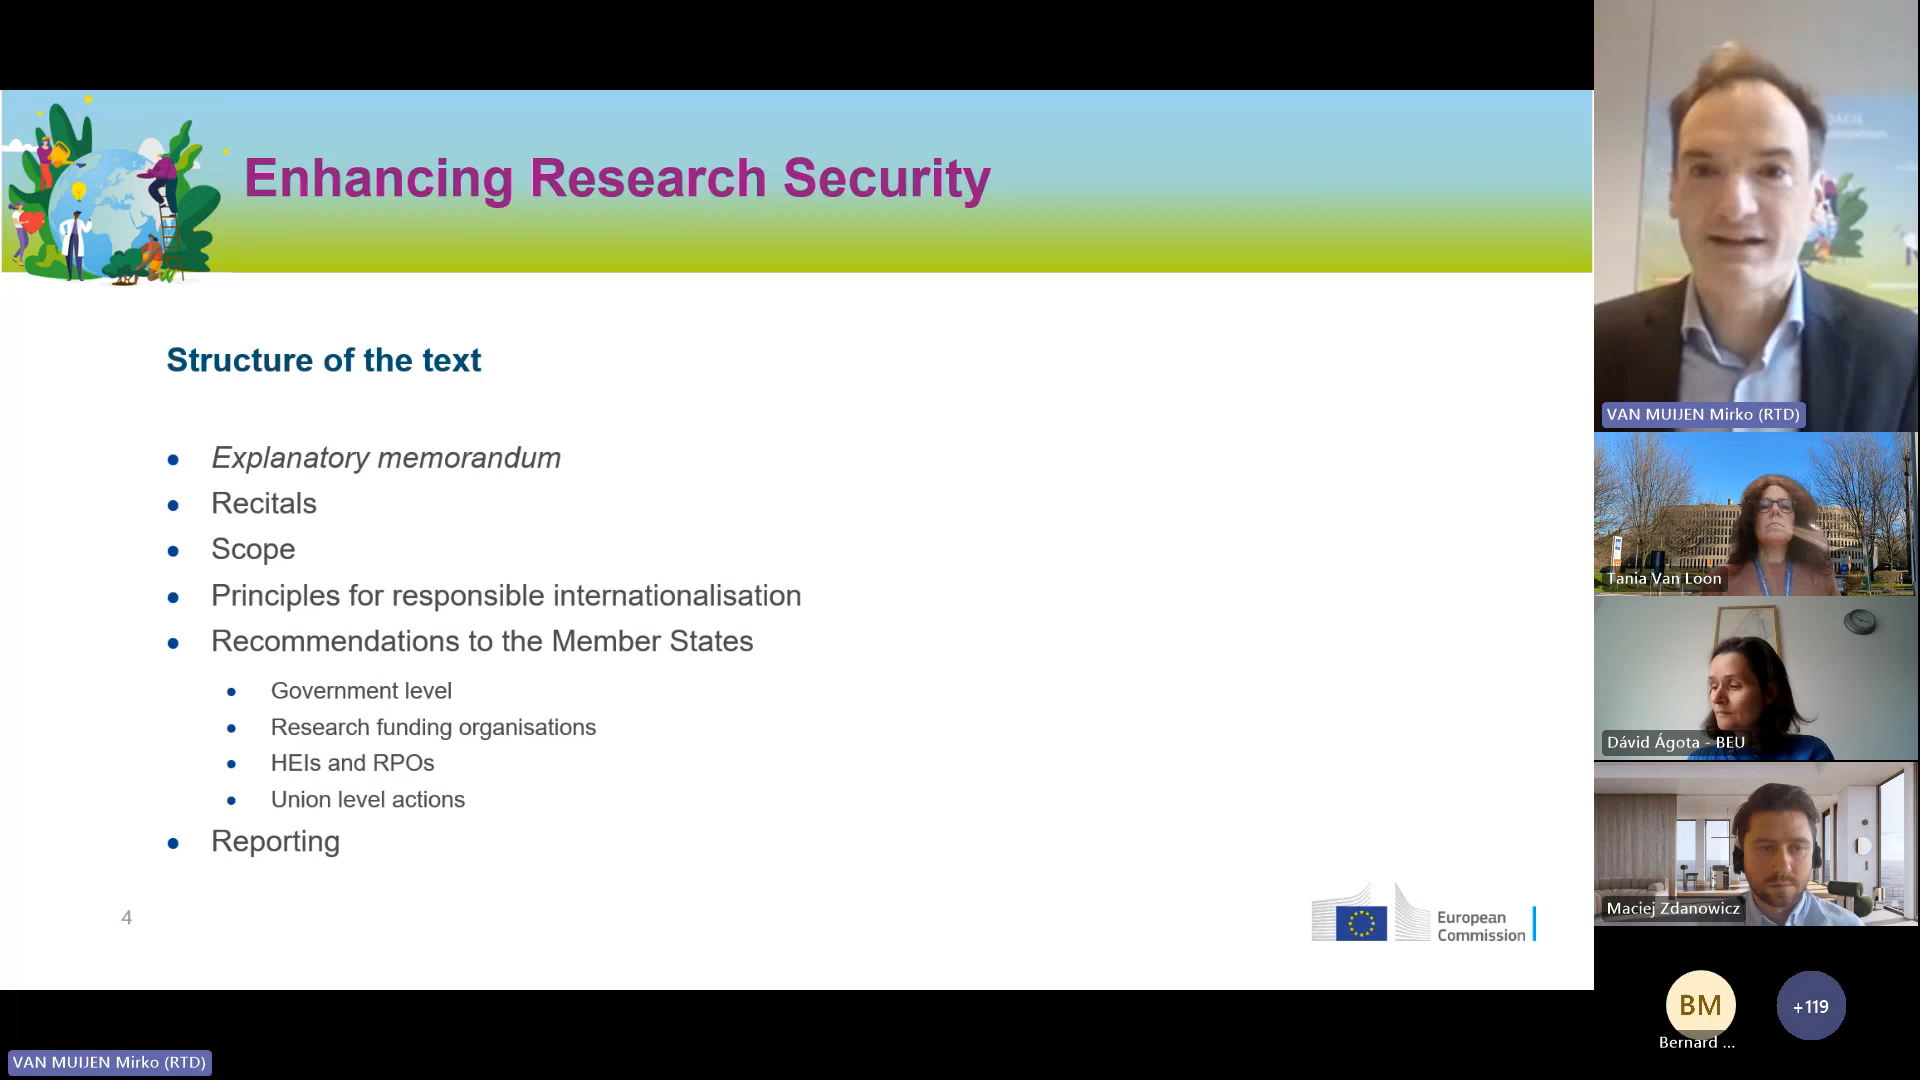 Enhancing Research Security
Structure of the text
Explanatory memorandum
Recitals
Scope
Principles for responsible internationalisation
Recommendations to the Member States
Government level
Research funding organisations
HEIs and RPOs
Union level actions
Reporting
4
European
Commission
VAN MUIJEN Mirko (RTD)
Tania Van Loon
Dávid Ágota - BEU
Maciej Zdanowicz
BM
+119
Bernard ...
VAN MUIJEN Mirko (RTD)